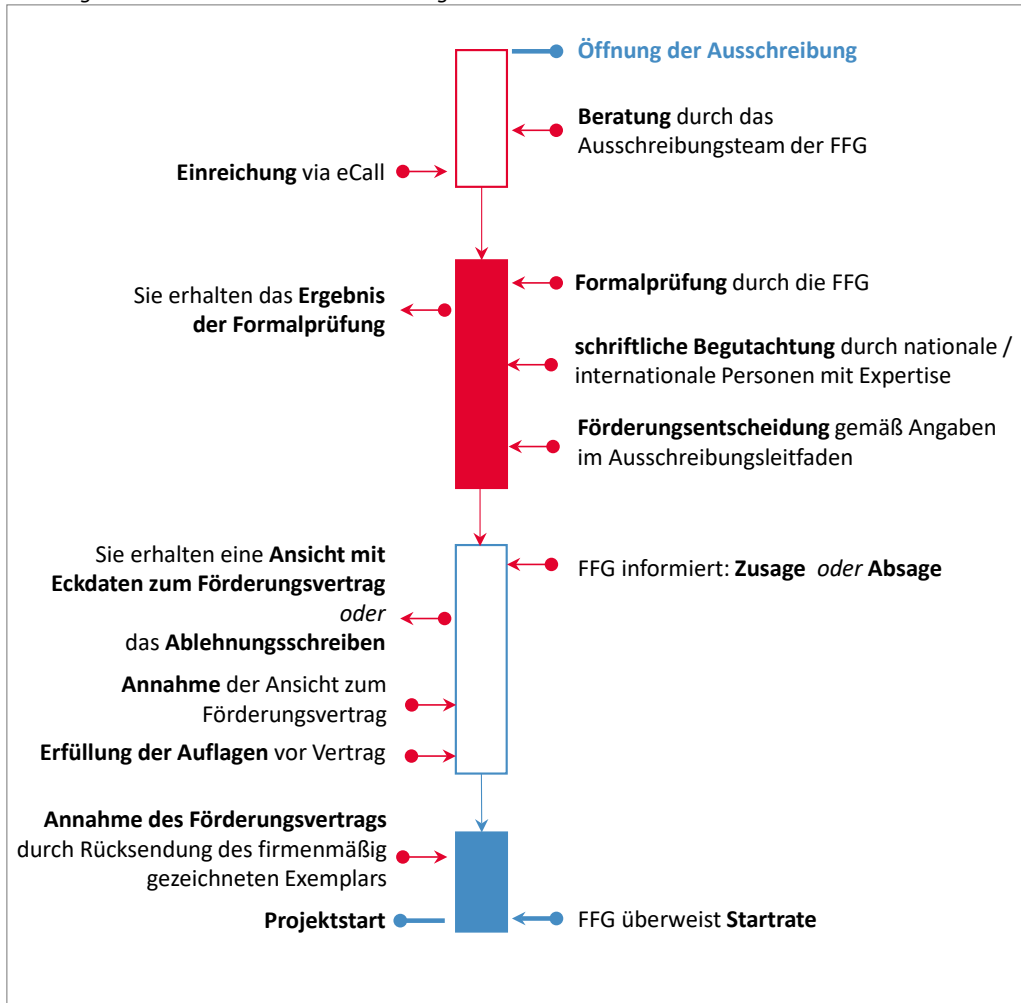 Öffnung der Ausschreibung
Beratung durch das
Ausschreibungsteam der FFG
Einreichung via eCall
Formalprüfung durch die FFG
Sie erhalten das Ergebnis
der Formalprüfung
schriftliche Begutachtung durch nationale /
internationale Personen mit Expertise
Förderungsentscheidung gemäß Angaben
im Ausschreibungsleitfaden
FFG informiert: Zusage oder Absage
Sie erhalten eine Ansicht mit
Eckdaten zum Förderungsvertrag
oder
das Ablehnungsschreiben
Annahme der Ansicht zum
Förderungsvertrag
Erfüllung der Auflagen vor Vertrag
Annahme des Förderungsvertrags
durch Rücksendung des firmenmäßig
gezeichneten Exemplars
Projektstart
FFG überweist Startrate